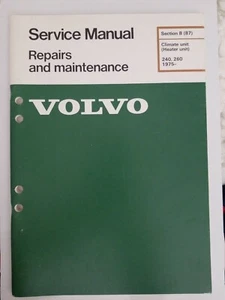 Service Manual
Repairs
and maintenance
Section 8 (87)
Climate unit
(Heater unit)
240, 260
1975-
VOLVO